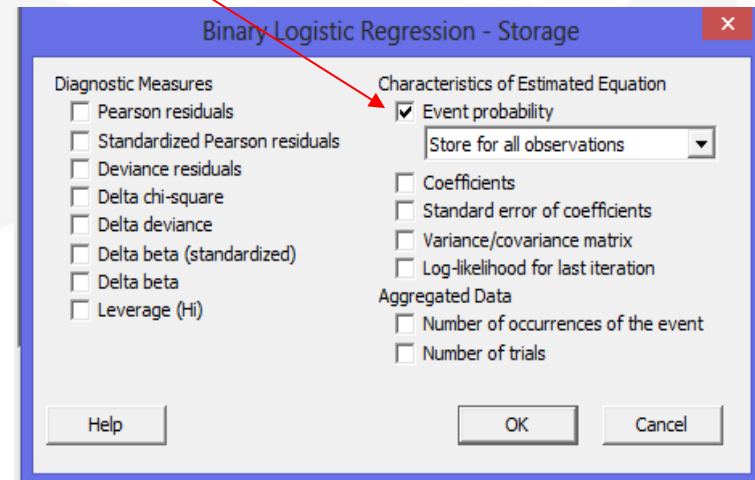 Binary Logistic Regression - Storage
Diagnostic Measures
Pearson residuals
Standardized Pearson residuals
Deviance residuals
Delta chi-square
Delta deviance
Delta beta (standardized)
Delta beta
Leverage (Hi)
Characteristics of Estimated Equation
Event probability
Store for all observations
Coefficients
Standard error of coefficients
Variance/covariance matrix
Log-likelihood for last iteration
Aggregated Data
Number of occurrences of the event
Number of trials
Help
OK
Cancel